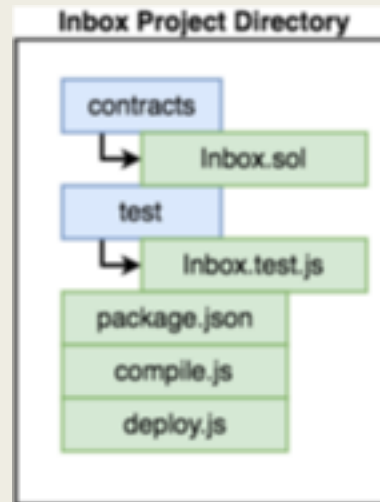 Inbox Project Directory
contracts
Inbox.sol
test
Inbox.test.js
package.json
compile.js
deploy.js